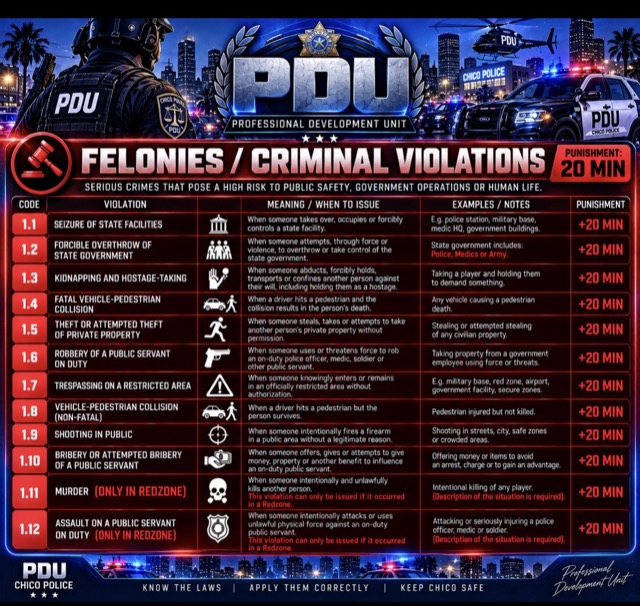 PDU
CHICO POLICE
PDU
PDU
PROFESSIONAL DEVELOPMENT UNIT
PDU
CHICO POLICE
PDU
CHICO POLICE
FELONIES / CRIMINAL VIOLATIONS
PUNISHMENT:
20 MIN
SERIOUS CRIMES THAT POSE A HIGH RISK TO PUBLIC SAFETY, GOVERNMENT OPERATIONS OR HUMAN LIFE.
CODE VIOLATION MEANING / WHEN TO ISSUE EXAMPLES / NOTES PUNISHMENT
1.1 SEIZURE OF STATE FACILITIES
When someone takes over, occupies or forcibly
controls a state facility.
E.g. police station, military base,
medic HQ, government buildings.
+20 MIN
1.2 FORCIBLE OVERTHROW OF
STATE GOVERNMENT
When someone attempts, through force or
violence, to overthrow or take control of the
state government.
State government includes:
Police, Medics or Army.
+20 MIN
1.3 KIDNAPPING AND HOSTAGE-TAKING
When someone abducts, forcibly holds,
transports or confines another person against
their will, including holding them as a hostage.
Taking a player and holding them
to demand something.
+20 MIN
1.4 FATAL VEHICLE-PEDESTRIAN
COLLISION
When a driver hits a pedestrian and the
collision results in the person's death.
Any vehicle causing a pedestrian
death.
+20 MIN
1.5 THEFT OR ATTEMPTED THEFT
OF PRIVATE PROPERTY
When someone steals, takes or attempts to take
another person's private property without
permission.
Stealing or attempted stealing
of any civilian property.
+20 MIN
1.6 ROBBERY OF A PUBLIC SERVANT
ON DUTY
When someone uses or threatens force to rob
an on-duty police officer, medic, soldier or
other public servant.
Taking property from a government
employee using force or threats.
+20 MIN
1.7 TRESPASSING ON A RESTRICTED AREA
When someone knowingly enters or remains
in an officially restricted area without
authorization.
E.g. military base, red zone, airport,
government facility, secure zones.
+20 MIN
1.8 VEHICLE-PEDESTRIAN COLLISION
(NON-FATAL)
When a driver hits a pedestrian but the
person survives.
Pedestrian injured but not killed.
+20 MIN
1.9 SHOOTING IN PUBLIC
When someone intentionally fires a firearm
in a public area without a legitimate reason.
Shooting in streets, city, safe zones
or crowded areas.
+20 MIN
1.10 BRIBERY OR ATTEMPTED BRIBERY
OF A PUBLIC SERVANT
When someone offers, gives or attempts to give
money, property or another benefit to influence
an on-duty public servant.
Offering money or items to avoid
an arrest, charge or to gain an advantage.
+20 MIN
1.11 MURDER (ONLY IN REDZONE)
When someone intentionally and unlawfully
kills another person.
This violation can only be issued if it occurred
in a Redzone.
Intentional killing of any player.
(Description of the situation is required).
+20 MIN
1.12 ASSAULT ON A PUBLIC SERVANT
ON DUTY (ONLY IN REDZONE)
When someone intentionally attacks or uses
unlawful physical force against an on-duty
public servant.
This violation can only be issued if it occurred
in a Redzone.
Attacking or seriously injuring a police
officer, medic or soldier.
(Description of the situation is required).
+20 MIN
PDU
CHICO POLICE
KNOW THE LAWS | APPLY THEM CORRECTLY | KEEP CHICO SAFE
Professional
Development Unit